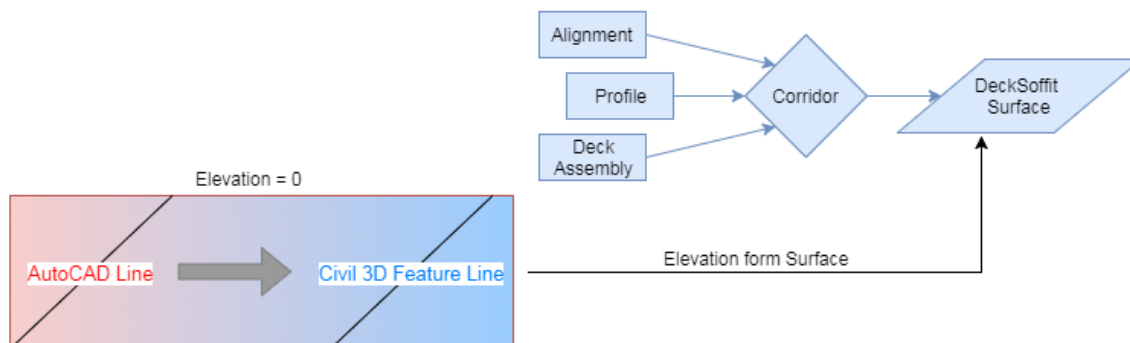 Alignment
Profile
Deck
Assembly
Corridor
DeckSoffit
Surface
Elevation = 0
AutoCAD Line
Civil 3D Feature Line
Elevation form Surface